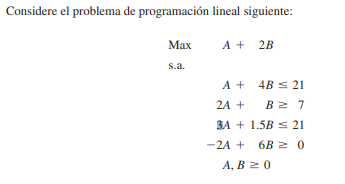 Considere el problema de programación lineal siguiente:
Max A + 2B
s.a.
A + 4B ≤ 21
2A + B ≥ 7
3A + 1.5B ≤ 21
−2A + 6B ≥ 0
A, B ≥ 0